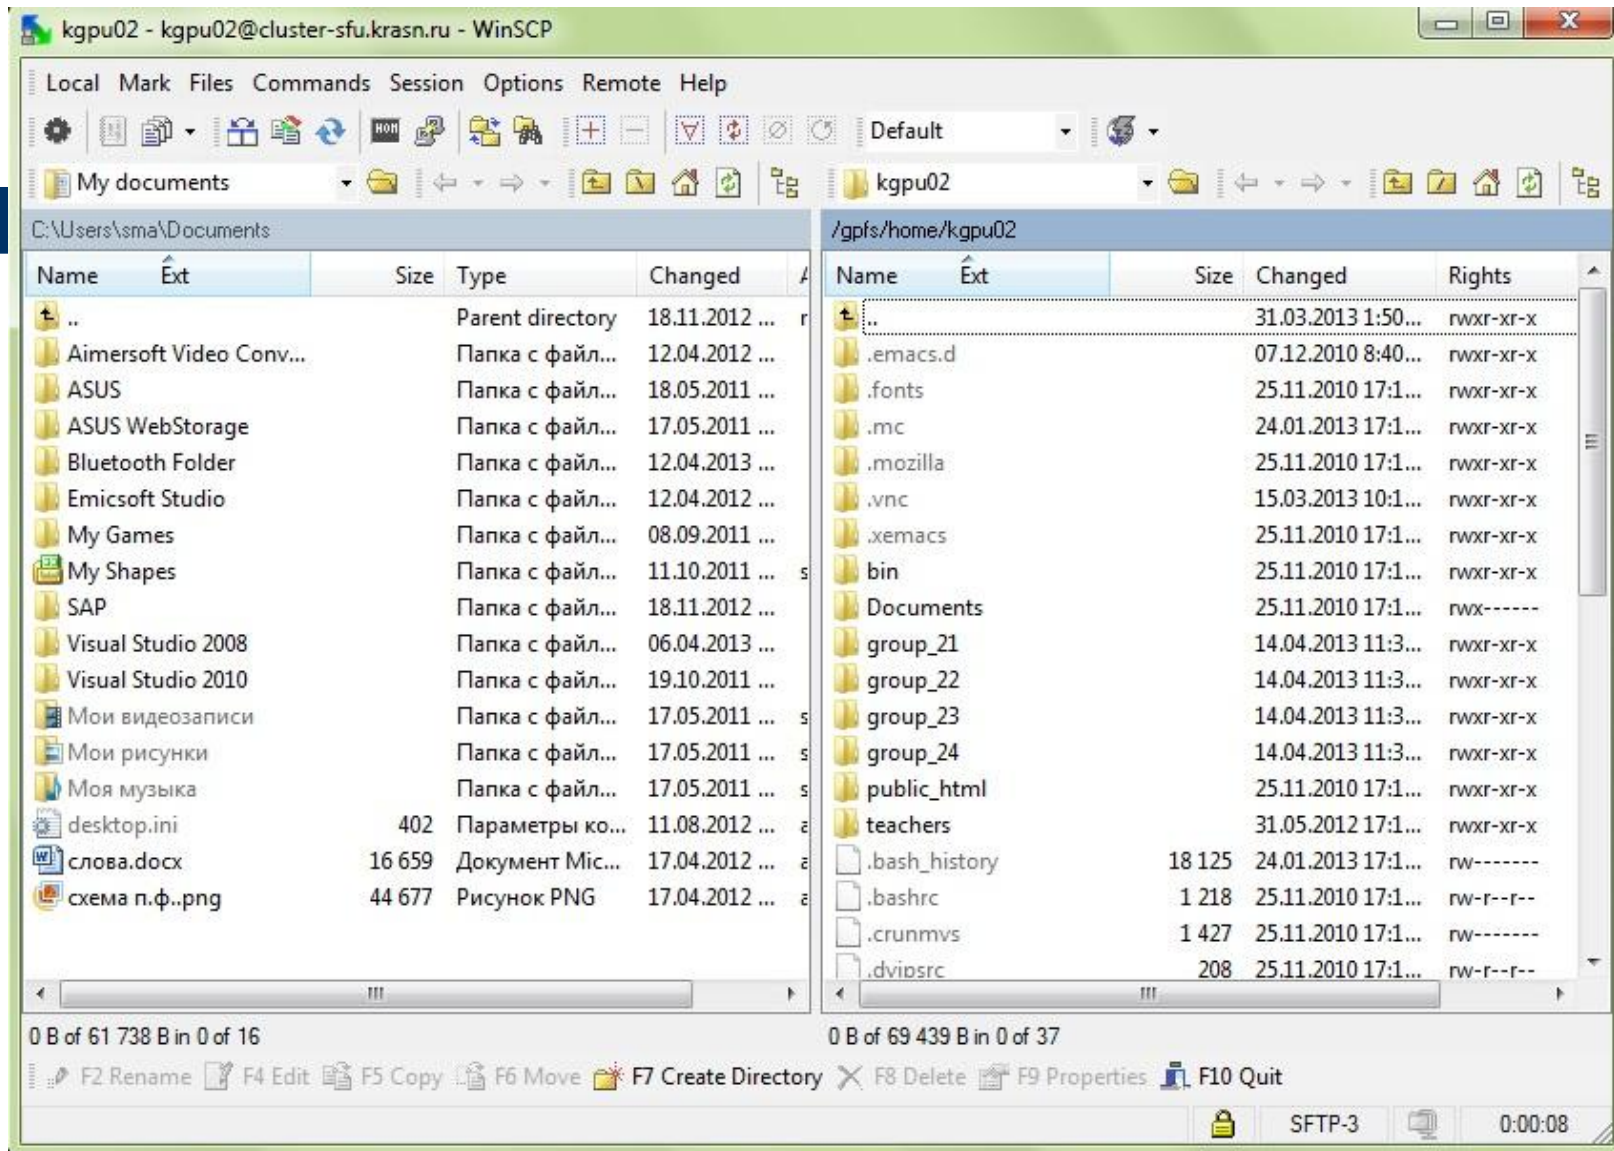 kgpu02 - kgpu02@cluster-sfu.krasn.ru - WinSCP
Local Mark Files Commands Session Options Remote Help
Default
My documents
kgpu02
C:\Users\sma\Documents
/gpfs/home/kgpu02
Name Ext Size Type Changed
Name Ext Size Changed Rights
.. Parent directory 18.11.2012 ... r
.. 31.03.2013 1:50... rwxr-xr-x
Aimersoft Video Conv... Папка с файл... 12.04.2012 ...
.emacs.d 07.12.2010 8:40... rwxr-xr-x
ASUS Папка с файл... 18.05.2011 ...
.fonts 25.11.2010 17:1... rwxr-xr-x
ASUS WebStorage Папка с файл... 17.05.2011 ...
.mc 24.01.2013 17:1... rwxr-xr-x
Bluetooth Folder Папка с файл... 12.04.2013 ...
.mozilla 25.11.2010 17:1... rwxr-xr-x
Emicsoft Studio Папка с файл... 12.04.2012 ...
.vnc 15.03.2013 10:1... rwxr-xr-x
My Games Папка с файл... 08.09.2011 ...
.xemacs 25.11.2010 17:1... rwxr-xr-x
My Shapes Папка с файл... 11.10.2011 ... s
bin 25.11.2010 17:1... rwxr-xr-x
SAP Папка с файл... 18.11.2012 ...
Documents 25.11.2010 17:1... rwx------
Visual Studio 2008 Папка с файл... 06.04.2013 ...
group_21 14.04.2013 11:3... rwxr-xr-x
Visual Studio 2010 Папка с файл... 19.10.2011 ...
group_22 14.04.2013 11:3... rwxr-xr-x
Мои видеозаписи Папка с файл... 17.05.2011 ... s
group_23 14.04.2013 11:3... rwxr-xr-x
Мои рисунки Папка с файл... 17.05.2011 ... s
group_24 14.04.2013 11:3... rwxr-xr-x
Моя музыка Папка с файл... 17.05.2011 ... s
public_html 25.11.2010 17:1... rwxr-xr-x
desktop.ini 402 Параметры ко... 11.08.2012 ... a
teachers 31.05.2012 17:1... rwxr-xr-x
слова.docx 16 659 Документ Mic... 17.04.2012 ... a
.bash_history 18 125 24.01.2013 17:1... rw-------
схема п.ф..png 44 677 Рисунок PNG 17.04.2012 ... a
.bashrc 1 218 25.11.2010 17:1... rw-r--r--
.crunmvs 1 427 25.11.2010 17:1... rw-------
.dvipsrc 208 25.11.2010 17:1... rw-r--r--
0 B of 61 738 B in 0 of 16
0 B of 69 439 B in 0 of 37
F2 Rename F4 Edit F5 Copy F6 Move F7 Create Directory F8 Delete F9 Properties F10 Quit
SFTP-3 0:00:08